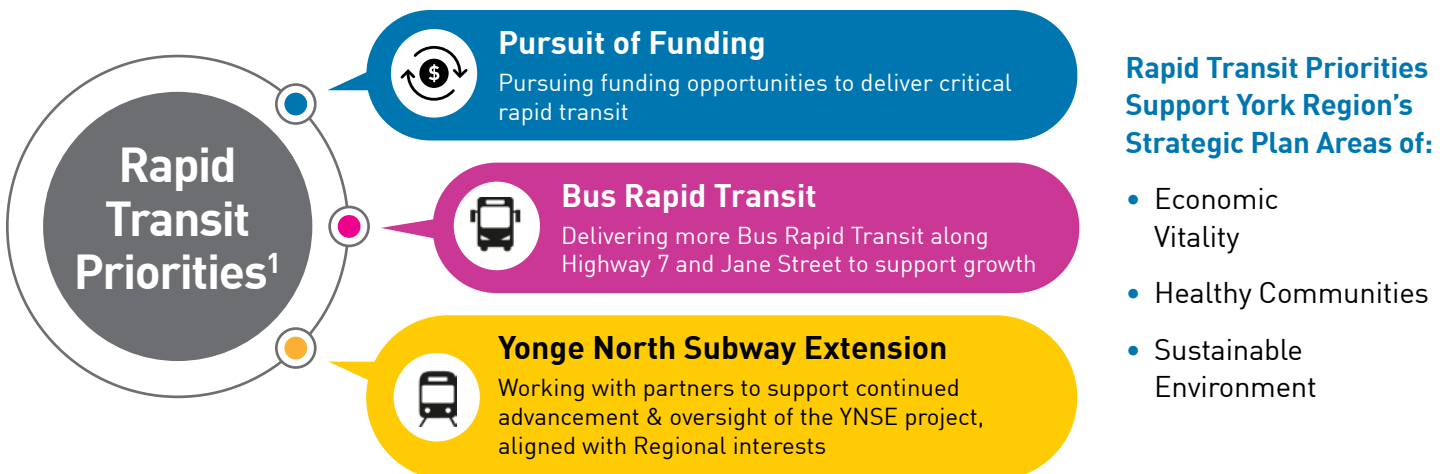 Rapid
Transit
Priorities¹
$
Pursuit of Funding
Pursuing funding opportunities to deliver critical
rapid transit
Bus Rapid Transit
Delivering more Bus Rapid Transit along
Highway 7 and Jane Street to support growth
Yonge North Subway Extension
Working with partners to support continued
advancement & oversight of the YNSE project,
aligned with Regional interests
Rapid Transit Priorities
Support York Region's
Strategic Plan Areas of:
• Economic
Vitality
• Healthy Communities
• Sustainable
Environment